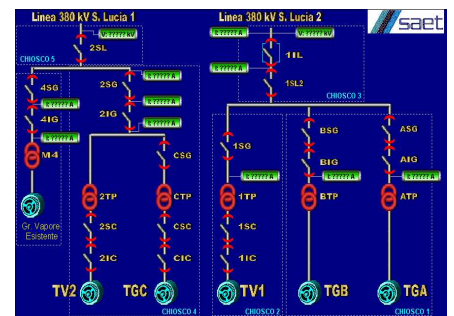 Linea 380 kV S. Lucia 1
Linea 380 kV S. Lucia 2
saet
V: ????? kV
I: ????? A
2SL
CHIOSCO 5
I: ????? A
V: ????? kV
1IL
I: ????? A
1SL2
CHIOSCO 3
4SG
I: ????? A
4IG
I: ????? A
M-4
Gr. Vapore
Esistente
2SG
I: ????? A
I: ????? A
2IG
I: ????? A
CSG
2TP
CTP
2SC
CSC
2IC
CIC
TV2
TGC
CHIOSCO 4
1SG
I: ????? A
1TP
1SC
1IC
TV1
CHIOSCO 2
BSG
BIG
I: ????? A
BTP
TGB
ASG
AIG
I: ????? A
ATP
TGA
CHIOSCO 1